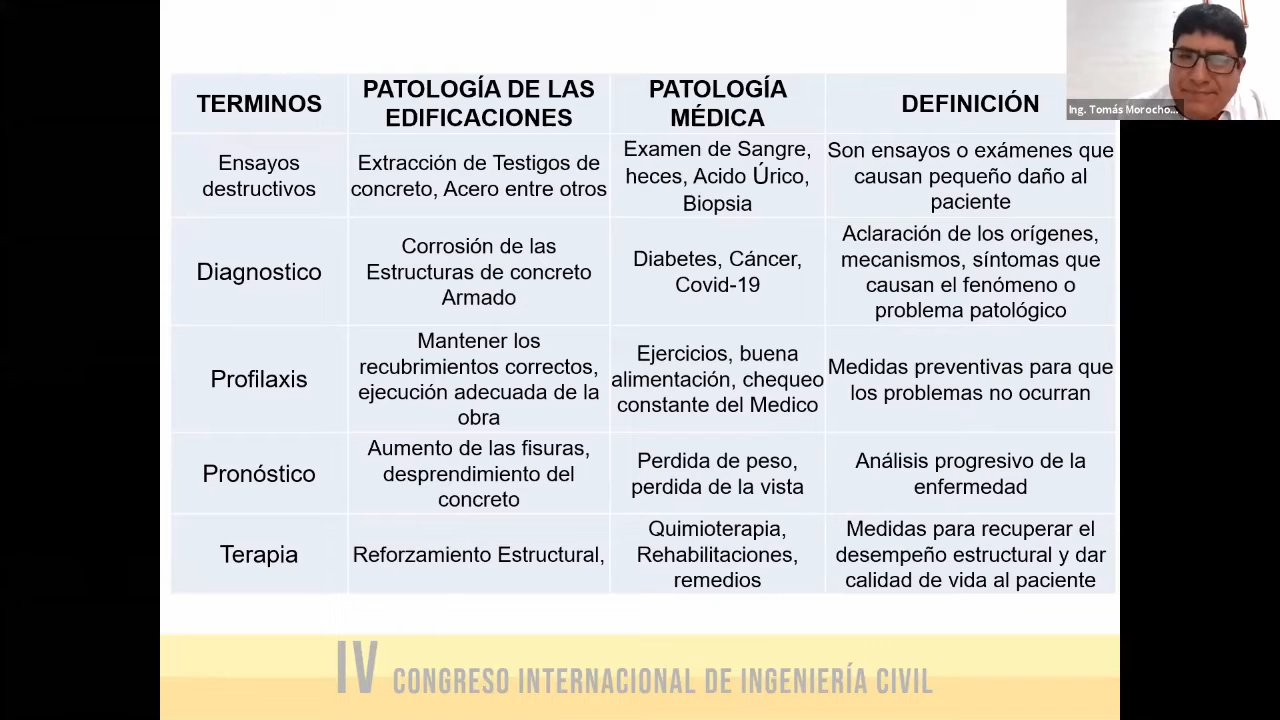 TERMINOS
PATOLOGÍA DE LAS
EDIFICACIONES
PATOLOGÍA
MÉDICA
DEFINICIÓN
Ing. Tomás Morocho...
Ensayos
destructivos
Extracción de Testigos de
concreto, Acero entre otros
Examen de Sangre,
heces, Acido Úrico,
Biopsia
Son ensayos o exámenes que
causan pequeño daño al
paciente
Diagnostico
Corrosión de las
Estructuras de concreto
Armado
Diabetes, Cáncer,
Covid-19
Aclaración de los orígenes,
mecanismos, síntomas que
causan el fenómeno o
problema patológico
Profilaxis
Mantener los
recubrimientos correctos,
ejecución adecuada de la
obra
Ejercicios, buena
alimentación, chequeo
constante del Medico
Medidas preventivas para que
los problemas no ocurran
Pronóstico
Aumento de las fisuras,
desprendimiento del
concreto
Perdida de peso,
perdida de la vista
Análisis progresivo de la
enfermedad
Terapia
Reforzamiento Estructural,
Quimioterapia,
Rehabilitaciones,
remedios
Medidas para recuperar el
desempeño estructural y dar
calidad de vida al paciente
IV CONGRESO INTERNACIONAL DE INGENIERÍA CIVIL